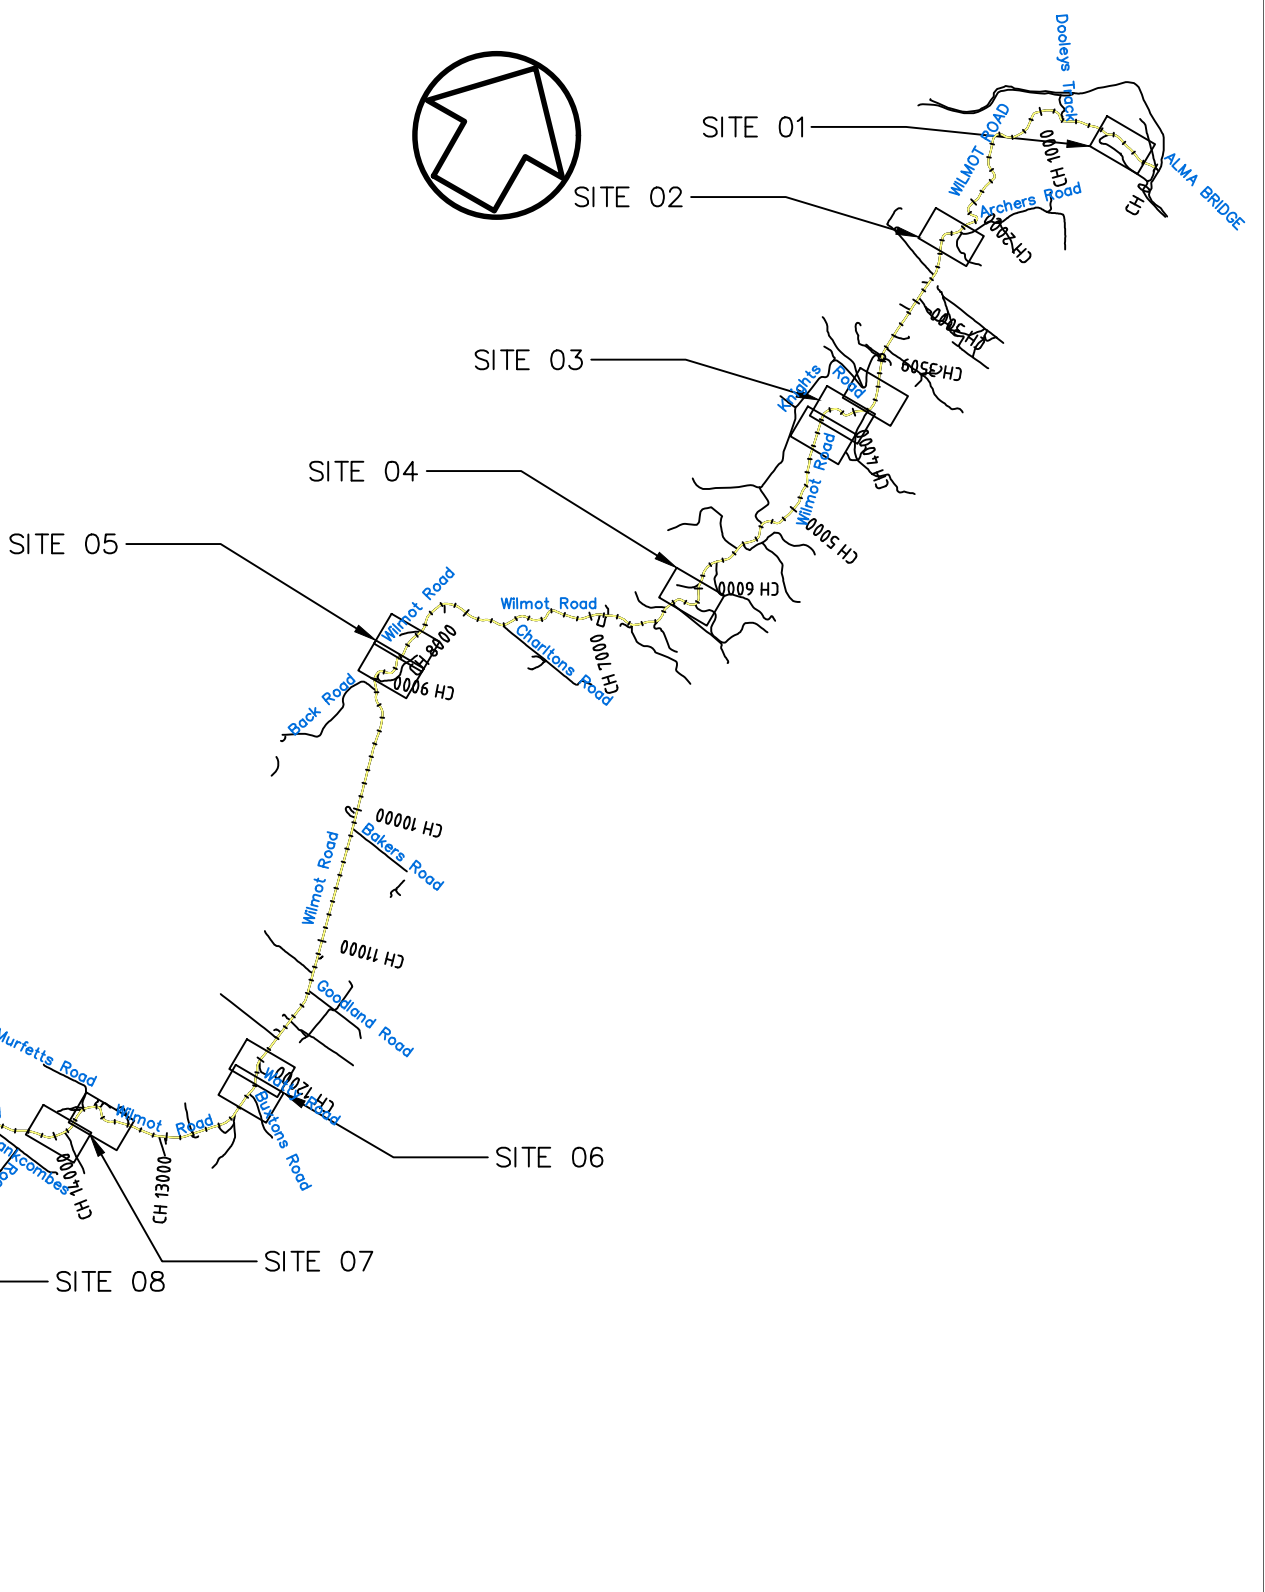 Dooleys Track
SITE 01
WILMOT ROAD
CH 1000
ALMA BRIDGE
CH
SITE 02
Archers Road
CH 2000
CH 3000
SITE 03
CH 3509
Knights Road
CH 4000
Wilmot Road
SITE 04
CH 5000
SITE 05
CH 6000
Wilmot Road
Wilmot Road
CH 8000
Charltons Road
CH 7000
Back Road
CH 9000
CH 10000
Bakers Road
Wilmot Road
CH 11000
Goodland Road
Murfetts Road
CH 12000
Road
Buxtons Road
Wilmot Road
SITE 06
CH 14000
CH 13000
SITE 07
SITE 08